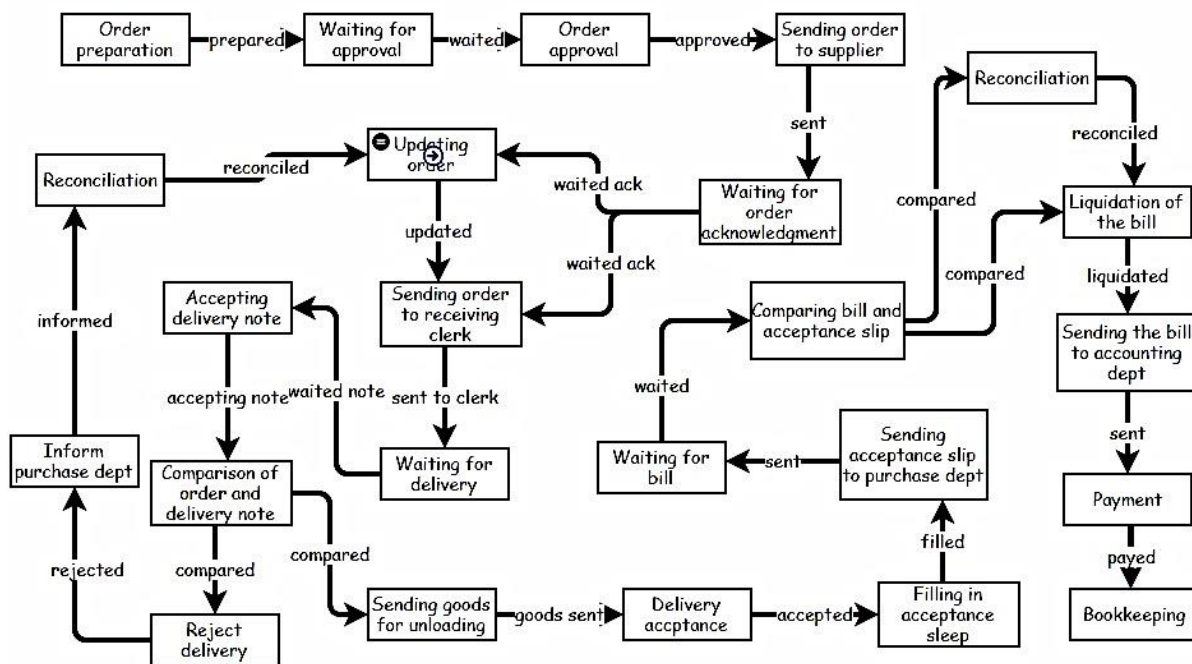 Order
preparation
prepared
Waiting for
approval
waited
Order
approval
approved
Sending order
to supplier
sent
Reconciliation
reconciled
Updating
order
waited ack
Waiting for
order
acknowledgment
waited ack
updated
Sending order
to receiving
clerk
sent to clerk
Waiting for
delivery
waited note
Accepting
delivery note
accepting note
Comparison of
order and
delivery note
compared
Reject
delivery
rejected
Inform
purchase dept
informed
Reconciliation
reconciled
compared
Sending goods
for unloading
goods sent
Delivery
accptance
accepted
Filling in
acceptance
sleep
filled
Sending
acceptance slip
to purchase dept
sent
Waiting for
bill
waited
Comparing bill and
acceptance slip
compared
compared
Liquidation of
the bill
liquidated
Sending the bill
to accounting
dept
sent
Payment
payed
Bookkeeping